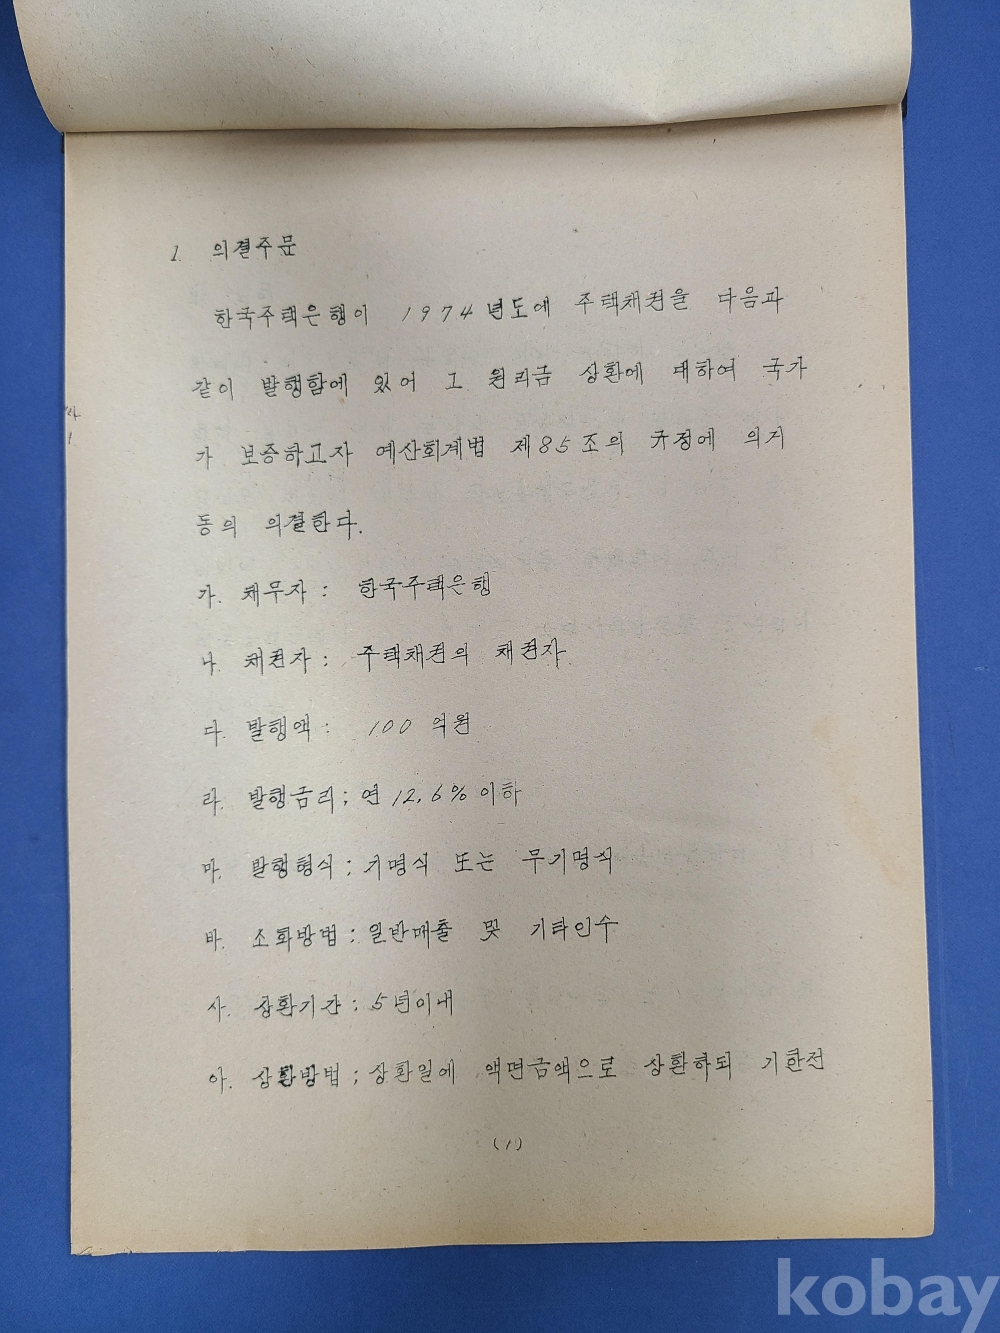 1. 의결주문
한국주택은행이 1974년도에 주택채권을 다음과
같이 발행함에 있어 그 원리금 상환에 대하여 국가
가 보증하고자 예산회계법 제85조의 규정에 의거
동의 의결한다.
가. 채무자 : 한국주택은행
나. 채권자 : 주택채권의 채권자
다. 발행액 : 100 억원
라. 발행금리 ; 연 12.6% 이하
마. 발행형식 ; 기명식 또는 무기명식
바. 소화방법 ; 일반매출 및 기타인수
사. 상환기간 ; 5년이내
아. 상환방법 ; 상환일에 액면금액으로 상환하되 기한전
(1)
kobay